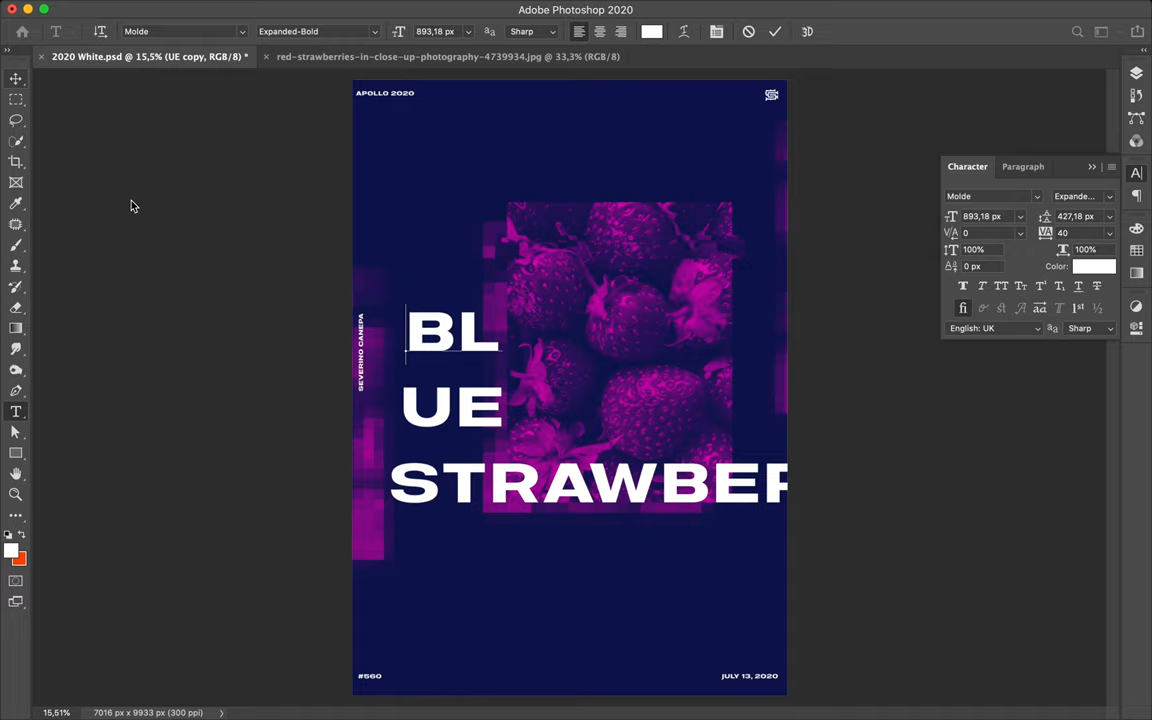 Adobe Photoshop 2020
Molde
Expanded-Bold
893,18 px
Sharp
3D
2020 White.psd @ 15,5% (UE copy, RGB/8) *
red-strawberries-in-close-up-photography-4739934.jpg @ 33,3% (RGB/8)
APOLLO 2020
SEVERINO CANEPA
BL
UE
STRAWBER
#560
JULY 13, 2020
Character
Paragraph
Molde
Expande...
893,18 px
427,18 px
0
40
100%
100%
0 px
Color:
English: UK
Sharp
15,51%
7016 px x 9933 px (300 ppi)